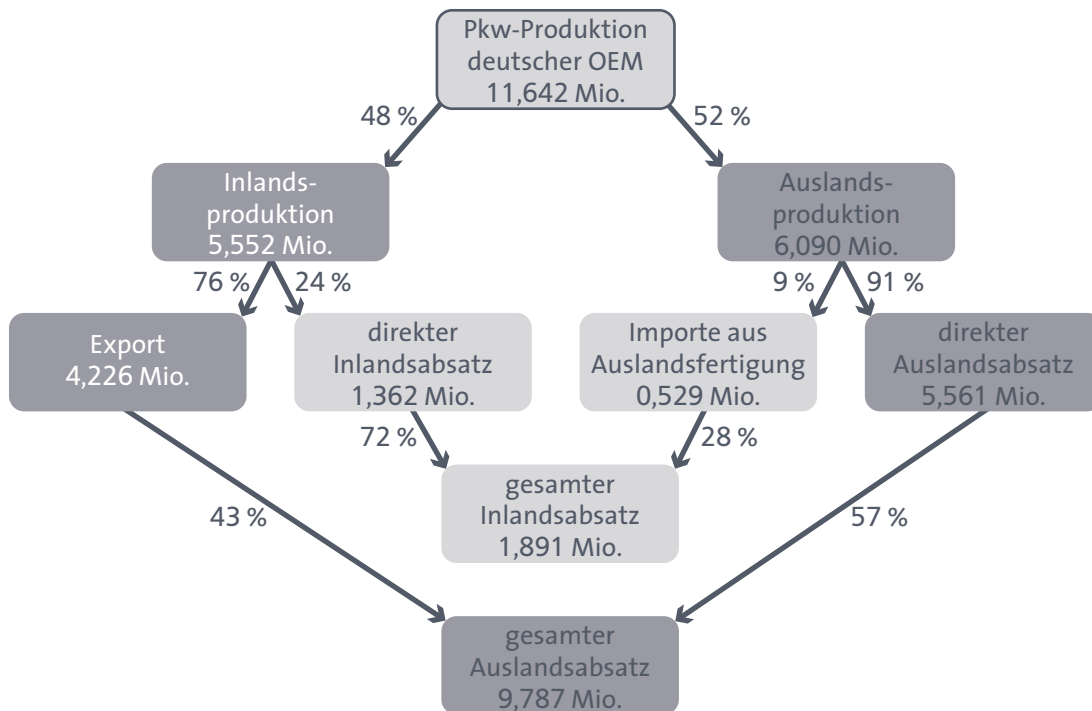 Pkw-Produktion
deutscher OEM
11,642 Mio.
48 %
52 %
Inlands-
produktion
5,552 Mio.
Auslands-
produktion
6,090 Mio.
76 %
24 %
9 %
91 %
Export
4,226 Mio.
direkter
Inlandsabsatz
1,362 Mio.
Importe aus
Auslandsfertigung
0,529 Mio.
direkter
Auslandsabsatz
5,561 Mio.
72 %
28 %
gesamter
Inlandsabsatz
1,891 Mio.
43 %
57 %
gesamter
Auslandsabsatz
9,787 Mio.